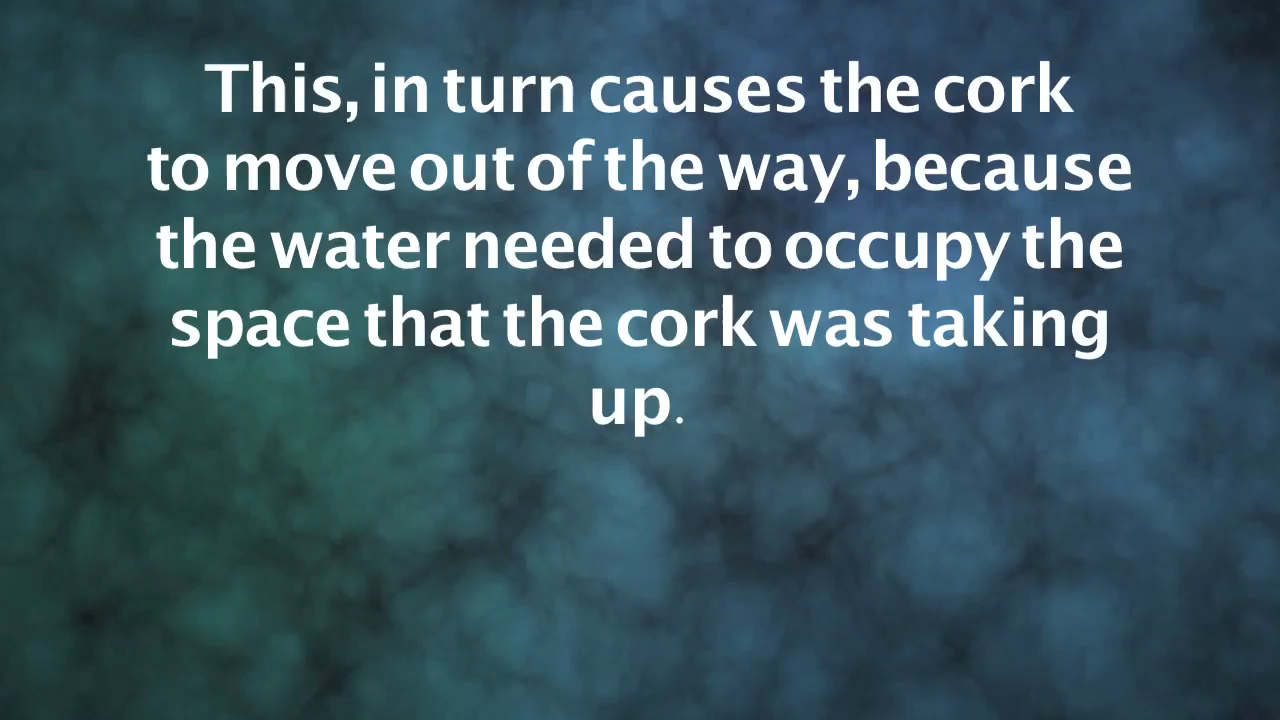 This, in turn causes the cork
to move out of the way, because
the water needed to occupy the
space that the cork was taking
up.